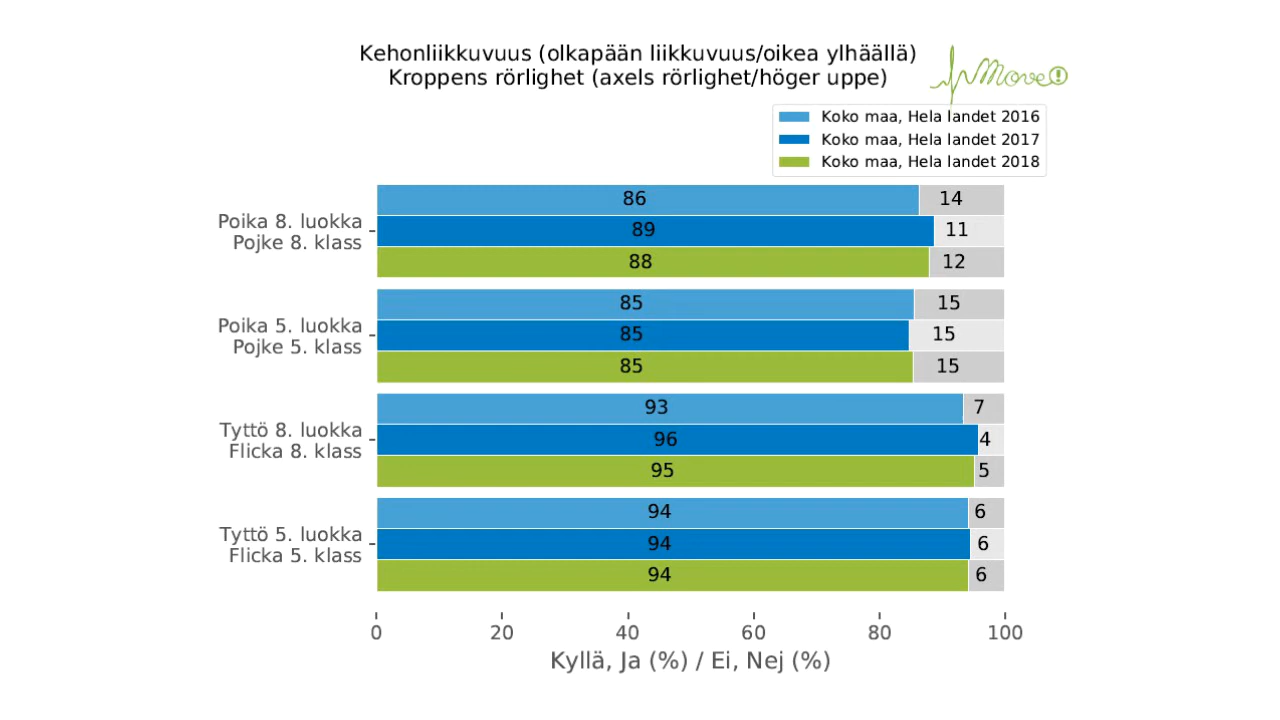 Kehonliikkuvuus (olkapään liikkuvuus/oikea ylhäällä)
Kroppens rörlighet (axels rörlighet/höger uppe)
Move!
Koko maa, Hela landet 2016
Koko maa, Hela landet 2017
Koko maa, Hela landet 2018
Poika 8. luokka
Pojke 8. klass
86 14
89 11
88 12
Poika 5. luokka
Pojke 5. klass
85 15
85 15
85 15
Tyttö 8. luokka
Flicka 8. klass
93 7
96 4
95 5
Tyttö 5. luokka
Flicka 5. klass
94 6
94 6
94 6
0 20 40 60 80 100
Kyllä, Ja (%) / Ei, Nej (%)